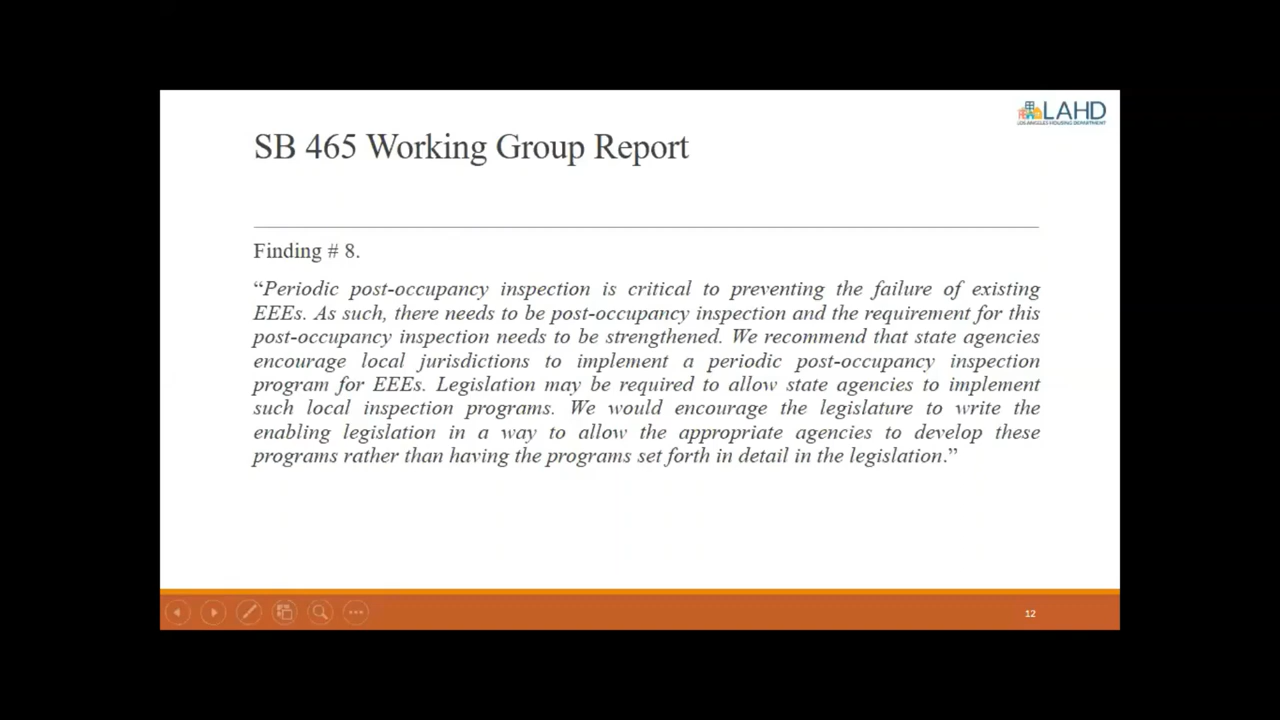 LAHD
LOS ANGELES HOUSING DEPARTMENT
SB 465 Working Group Report
Finding # 8.
“Periodic post-occupancy inspection is critical to preventing the failure of existing
EEEs. As such, there needs to be post-occupancy inspection and the requirement for this
post-occupancy inspection needs to be strengthened. We recommend that state agencies
encourage local jurisdictions to implement a periodic post-occupancy inspection
program for EEEs. Legislation may be required to allow state agencies to implement
such local inspection programs. We would encourage the legislature to write the
enabling legislation in a way to allow the appropriate agencies to develop these
programs rather than having the programs set forth in detail in the legislation.”
12